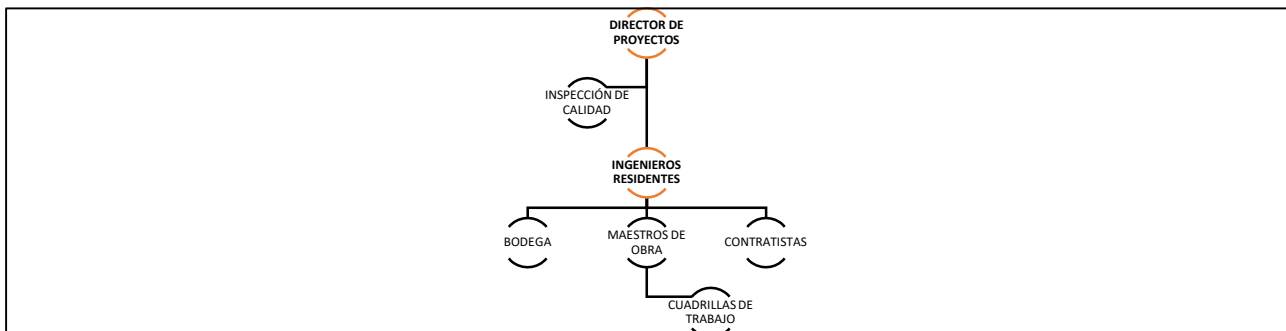 DIRECTOR DE
PROYECTOS
INSPECCIÓN DE
CALIDAD
INGENIEROS
RESIDENTES
BODEGA
MAESTROS DE
OBRA
CONTRATISTAS
CUADRILLAS DE
TRABAJO